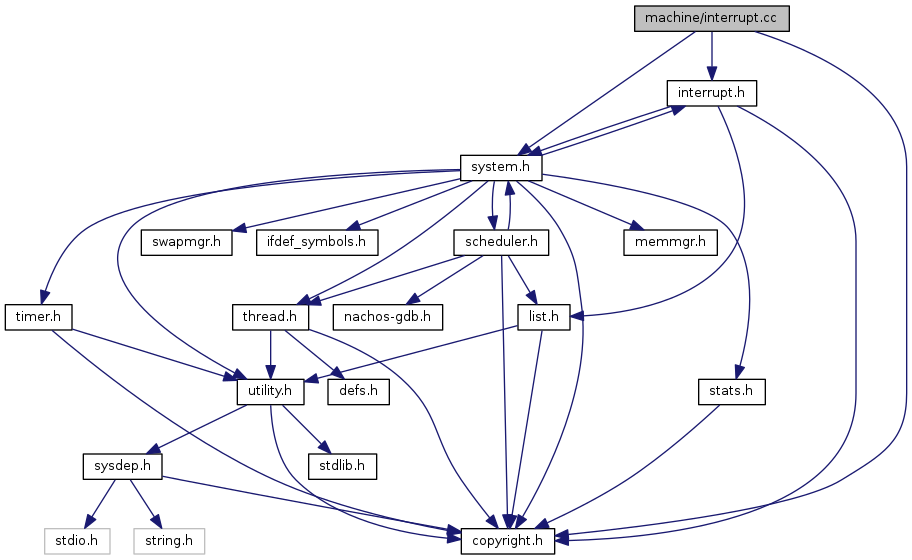 machine/interrupt.cc
interrupt.h
system.h
swapmgr.h
ifdef_symbols.h
scheduler.h
memmgr.h
timer.h
thread.h
nachos-gdb.h
list.h
utility.h
defs.h
stats.h
sysdep.h
stdlib.h
stdio.h
string.h
copyright.h